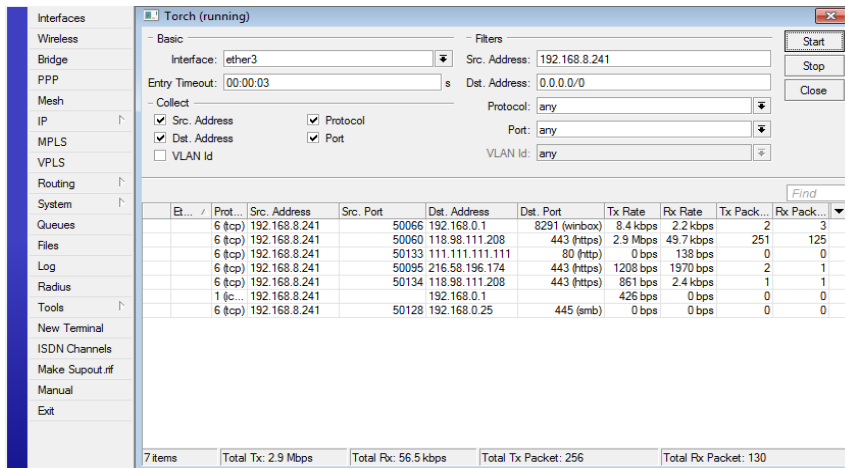 Torch (running)
Interfaces
Wireless
Bridge
PPP
Mesh
IP
MPLS
VPLS
Routing
System
Queues
Files
Log
Radius
Tools
New Terminal
ISDN Channels
Make Supout.rif
Manual
Exit
Basic
Interface: ether3
Entry Timeout: 00:00:03 s
Collect
Src. Address
Protocol
Dst. Address
Port
VLAN Id
Filters
Src. Address: 192.168.8.241
Dst. Address: 0.0.0.0/0
Protocol: any
Port: any
VLAN Id: any
Start
Stop
Close
Find
Et... / Prot... Src. Address Src. Port Dst. Address Dst. Port Tx Rate Rx Rate Tx Pack... Rx Pack...
6 (tcp) 192.168.8.241 50066 192.168.0.1 8291 (winbox) 8.4 kbps 2.2 kbps 2 3
6 (tcp) 192.168.8.241 50060 118.98.111.208 443 (https) 2.9 Mbps 49.7 kbps 251 125
6 (tcp) 192.168.8.241 50133 111.111.111.111 80 (http) 0 bps 138 bps 0 0
6 (tcp) 192.168.8.241 50095 216.58.196.174 443 (https) 1208 bps 1970 bps 2 1
6 (tcp) 192.168.8.241 50134 118.98.111.208 443 (https) 861 bps 2.4 kbps 1 1
1 (ic... 192.168.8.241 192.168.0.1 426 bps 0 bps 0 0
6 (tcp) 192.168.8.241 50128 192.168.0.25 445 (smb) 0 bps 0 bps 0 0
7 items Total Tx: 2.9 Mbps Total Rx: 56.5 kbps Total Tx Packet: 256 Total Rx Packet: 130